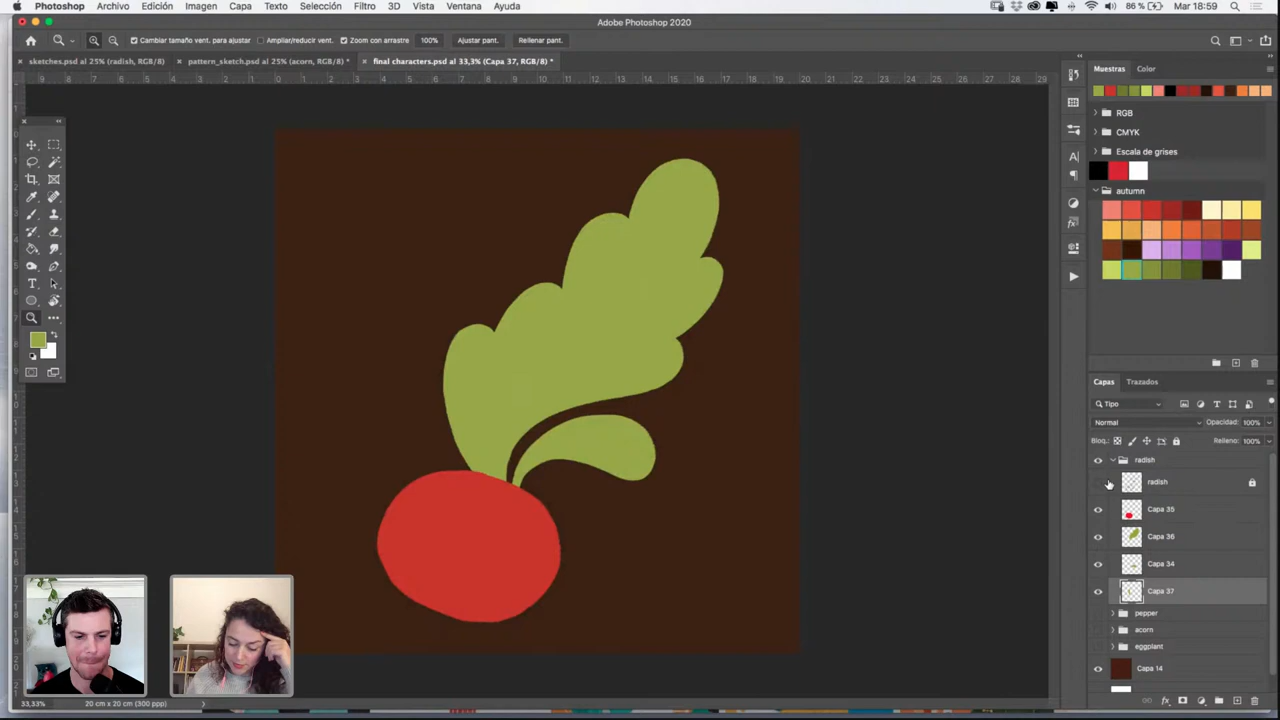 Photoshop Archivo Edición Imagen Capa Texto Selección Filtro 3D Vista Ventana Ayuda 86 % Mar 18:59
Adobe Photoshop 2020
Cambiar tamaño vent. para ajustar Ampliar/reducir vent. Zoom con arrastre 100% Ajustar pant. Rellenar pant.
sketches.psd al 25% (radish, RGB/8) pattern_sketch.psd al 25% (acorn, RGB/8) * final characters.psd al 33,3% (Capa 37, RGB/8) *
Muestras Color
RGB
CMYK
Escala de grises
autumn
Capas Trazados
Tipo
Normal Opacidad: 100%
Bloq.: Relleno: 100%
radish
radish
Capa 35
Capa 36
Capa 34
Capa 37
pepper
acorn
eggplant
Capa 14
33,33% 20 cm x 20 cm (300 ppp)